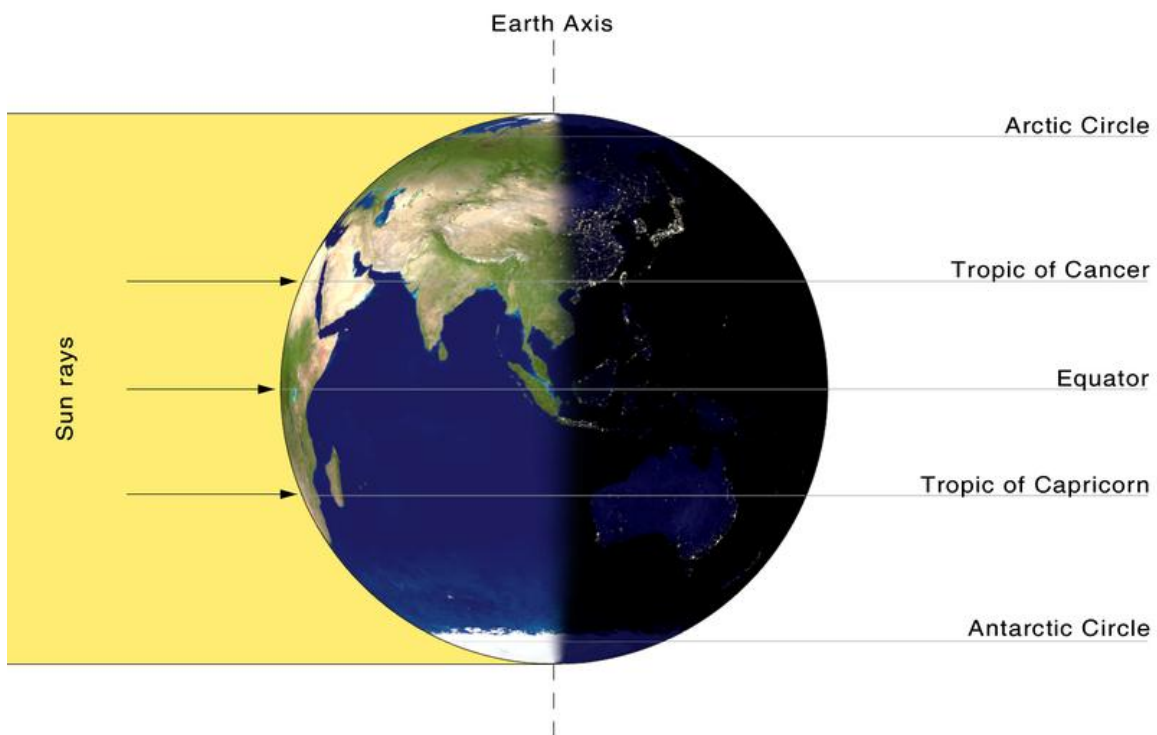 Earth Axis
Arctic Circle
Tropic of Cancer
Sun rays
Equator
Tropic of Capricorn
Antarctic Circle